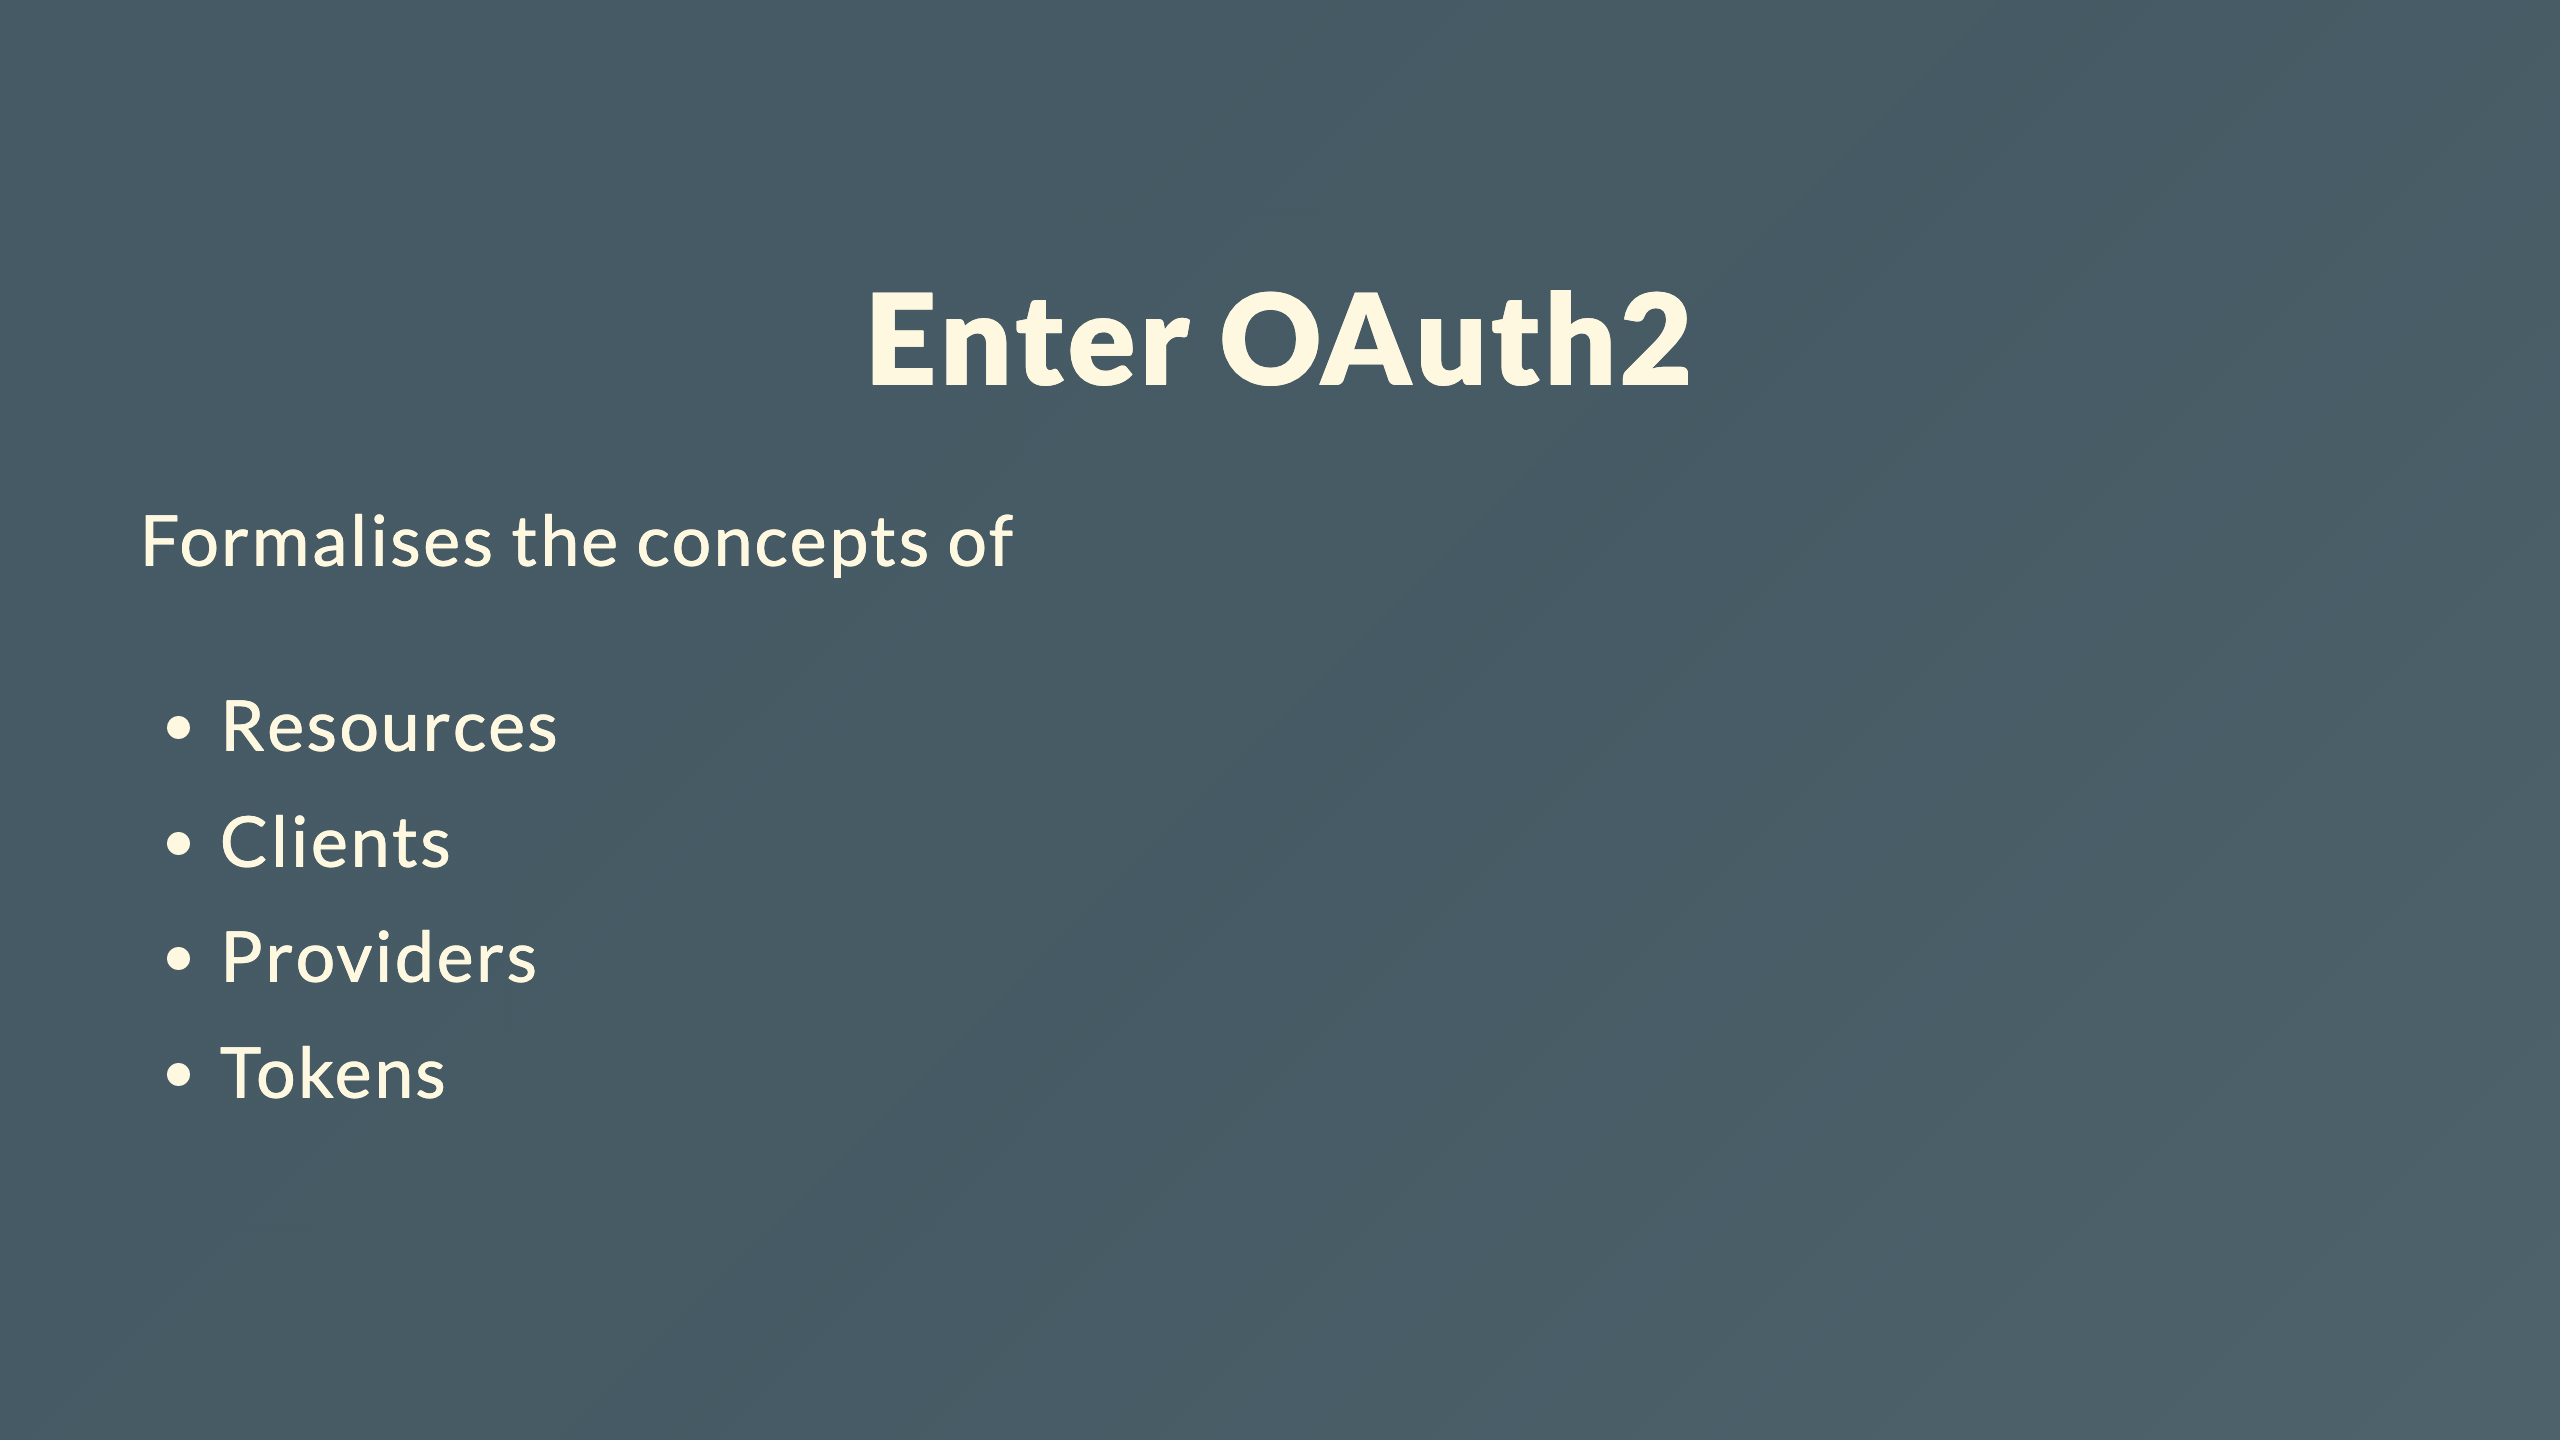 Enter OAuth2
Formalises the concepts of
• Resources
• Clients
• Providers
• Tokens